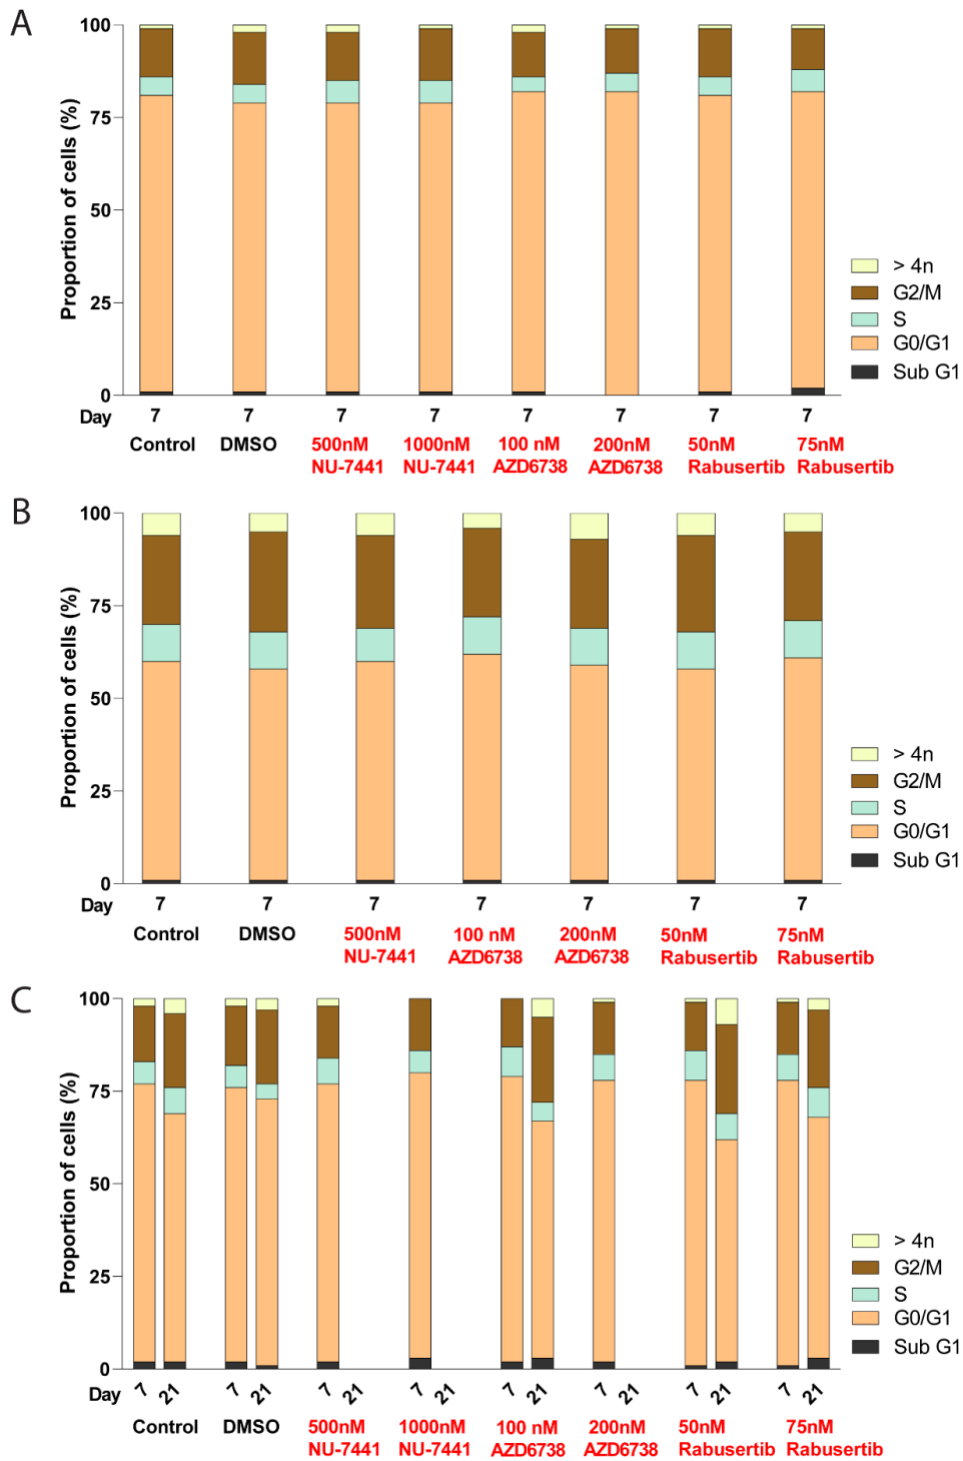 A
Proportion of cells (%)
100
75
50
25
0
> 4n
G2/M
S
G0/G1
Sub G1
Day 7 7 7 7 7 7 7 7
Control DMSO 500nM 1000nM 100 nM 200nM 50nM 75nM
NU-7441 NU-7441 AZD6738 AZD6738 Rabusertib Rabusertib
B
Proportion of cells (%)
100
75
50
25
0
> 4n
G2/M
S
G0/G1
Sub G1
Day 7 7 7 7 7 7 7
Control DMSO 500nM 100 nM 200nM 50nM 75nM
NU-7441 AZD6738 AZD6738 Rabusertib Rabusertib
C
Proportion of cells (%)
100
75
50
25
0
> 4n
G2/M
S
G0/G1
Sub G1
Day 7 21 7 21 7 21 7 21 7 21 7 21 7 21 7 21
Control DMSO 500nM 1000nM 100 nM 200nM 50nM 75nM
NU-7441 NU-7441 AZD6738 AZD6738 Rabusertib Rabusertib